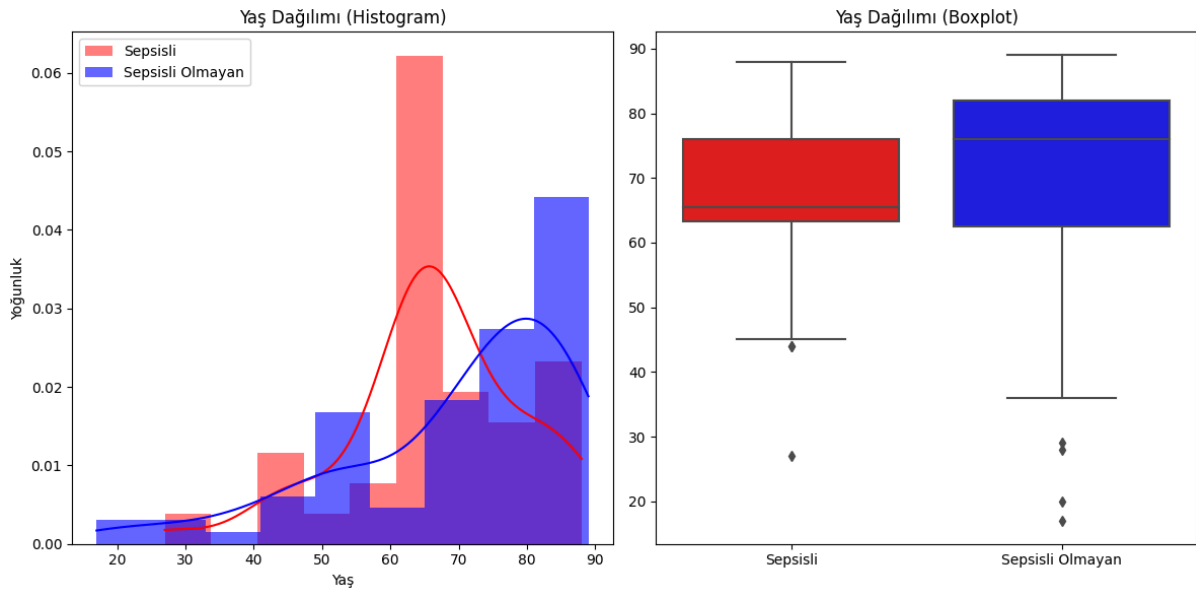 Yaş Dağılımı (Histogram)
Sepsisli
Sepsisli Olmayan
0.06
0.05
0.04
0.03
0.02
0.01
0.00
Yoğunluk
20 30 40 50 60 70 80 90
Yaş
Yaş Dağılımı (Boxplot)
90
80
70
60
50
40
30
20
Sepsisli Sepsisli Olmayan